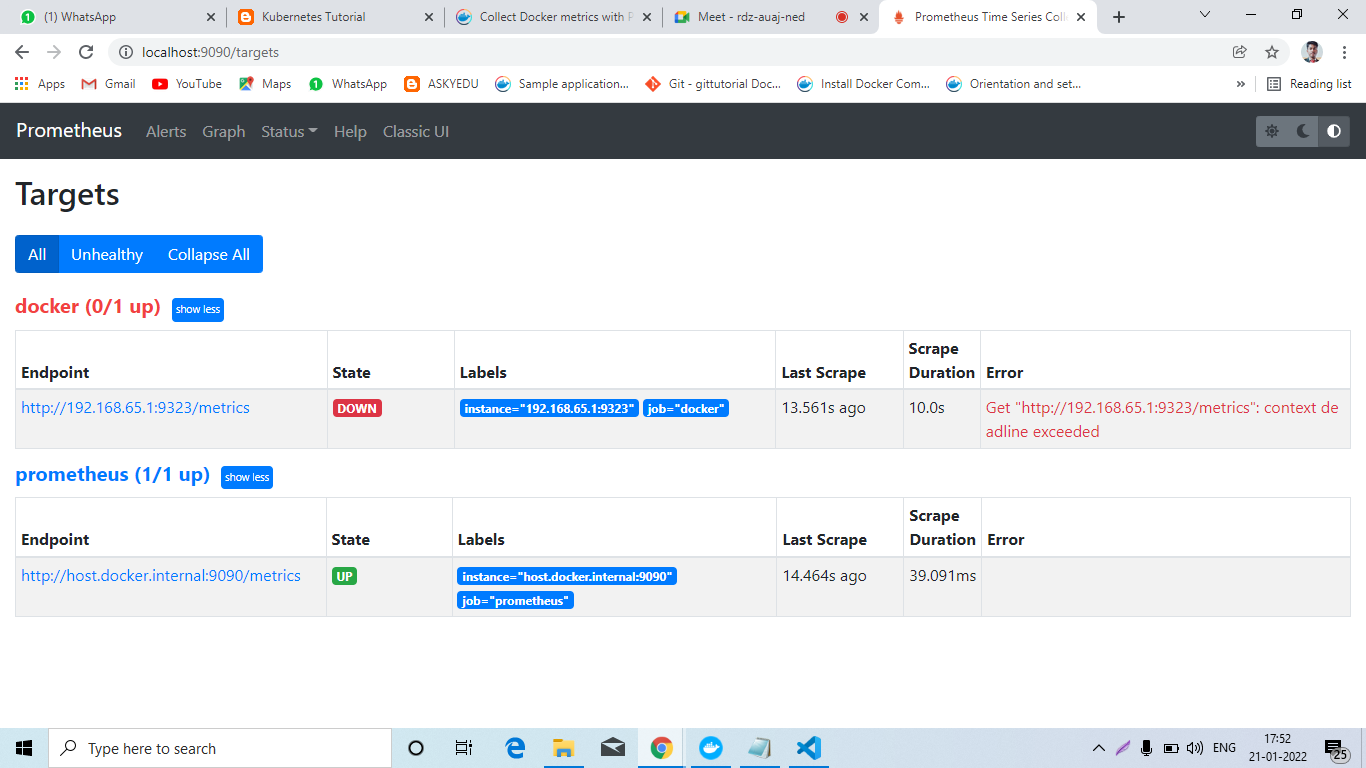 (1) WhatsApp
Kubernetes Tutorial
Collect Docker metrics with P
Meet - rdz-auaj-ned
Prometheus Time Series Coll
localhost:9090/targets
Apps Gmail YouTube Maps WhatsApp ASKYEDU Sample application... Git - gittutorial Doc... Install Docker Com... Orientation and set... » Reading list
Prometheus Alerts Graph Status Help Classic UI
Targets
All Unhealthy Collapse All
docker (0/1 up) show less
Endpoint State Labels Last Scrape Scrape Duration Error
http://192.168.65.1:9323/metrics DOWN instance="192.168.65.1:9323" job="docker" 13.561s ago 10.0s Get "http://192.168.65.1:9323/metrics": context de
adline exceeded
prometheus (1/1 up) show less
Endpoint State Labels Last Scrape Scrape Duration Error
http://host.docker.internal:9090/metrics UP instance="host.docker.internal:9090" 14.464s ago 39.091ms
job="prometheus"
Type here to search
ENG
17:52
21-01-2022
25